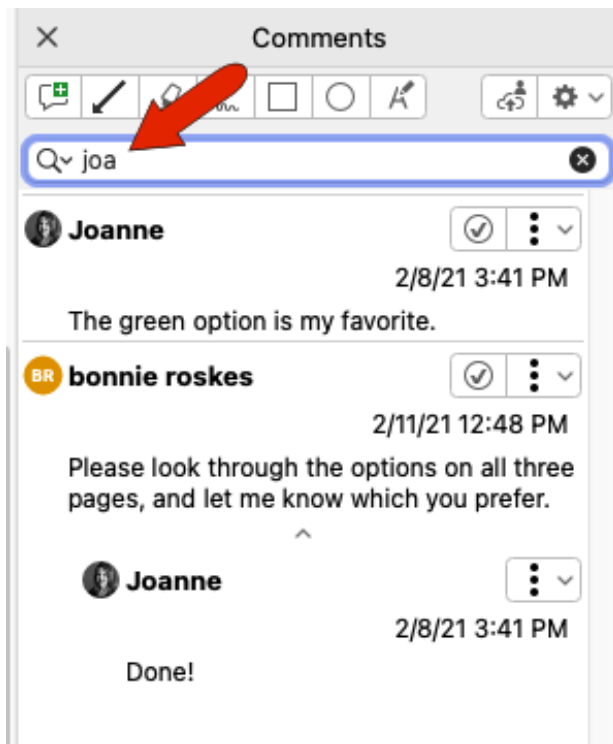 Comments
joa
Joanne
2/8/21 3:41 PM
The green option is my favorite.
BR bonnie roskes
2/11/21 12:48 PM
Please look through the options on all three
pages, and let me know which you prefer.
Joanne
2/8/21 3:41 PM
Done!